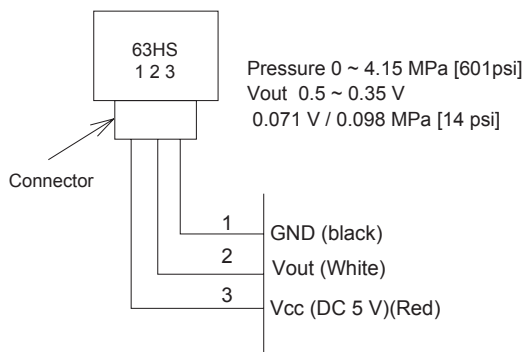 63HS
1 2 3
Pressure 0 ~ 4.15 MPa [601psi]
Vout 0.5 ~ 0.35 V
0.071 V / 0.098 MPa [14 psi]
Connector
1
GND (black)
2
Vout (White)
3
Vcc (DC 5 V)(Red)